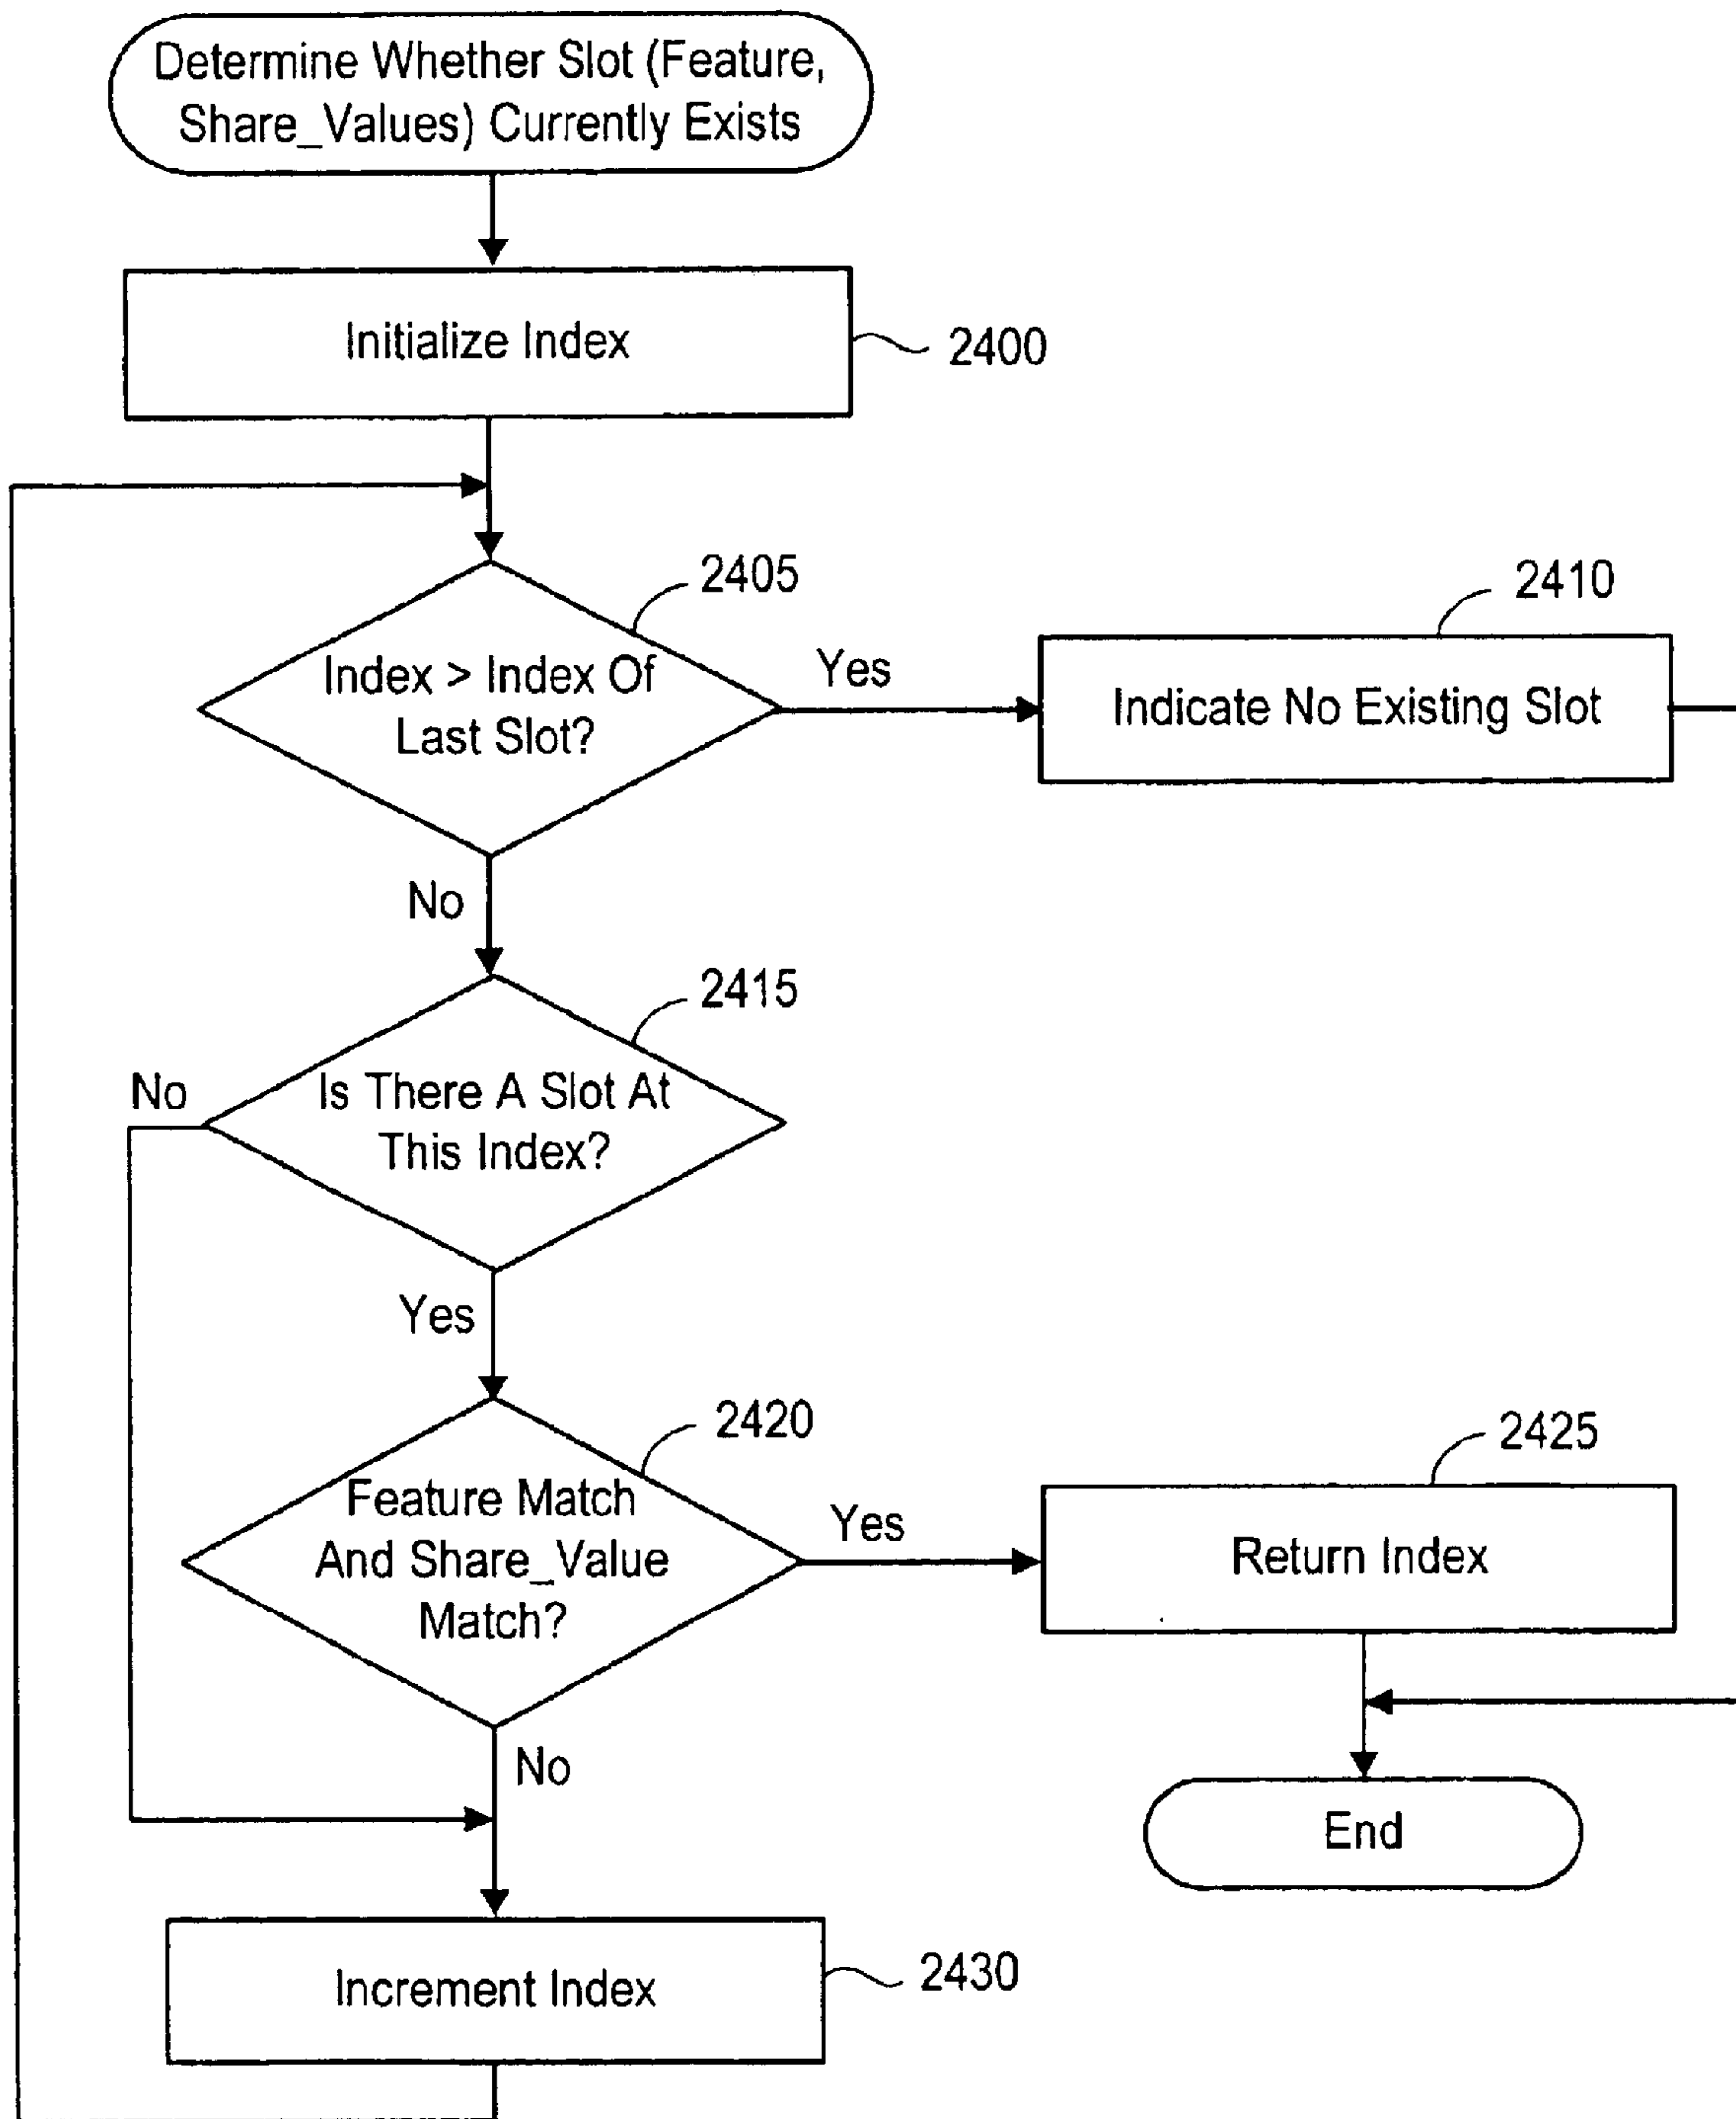 Determine Whether Slot (Feature,
Share_Values) Currently Exists
Initialize Index
2400
2405
Index > Index Of
Last Slot?
Yes
2410
Indicate No Existing Slot
No
2415
No
Is There A Slot At
This Index?
Yes
2420
Feature Match
And Share_Value
Match?
Yes
2425
Return Index
No
End
Increment Index
2430